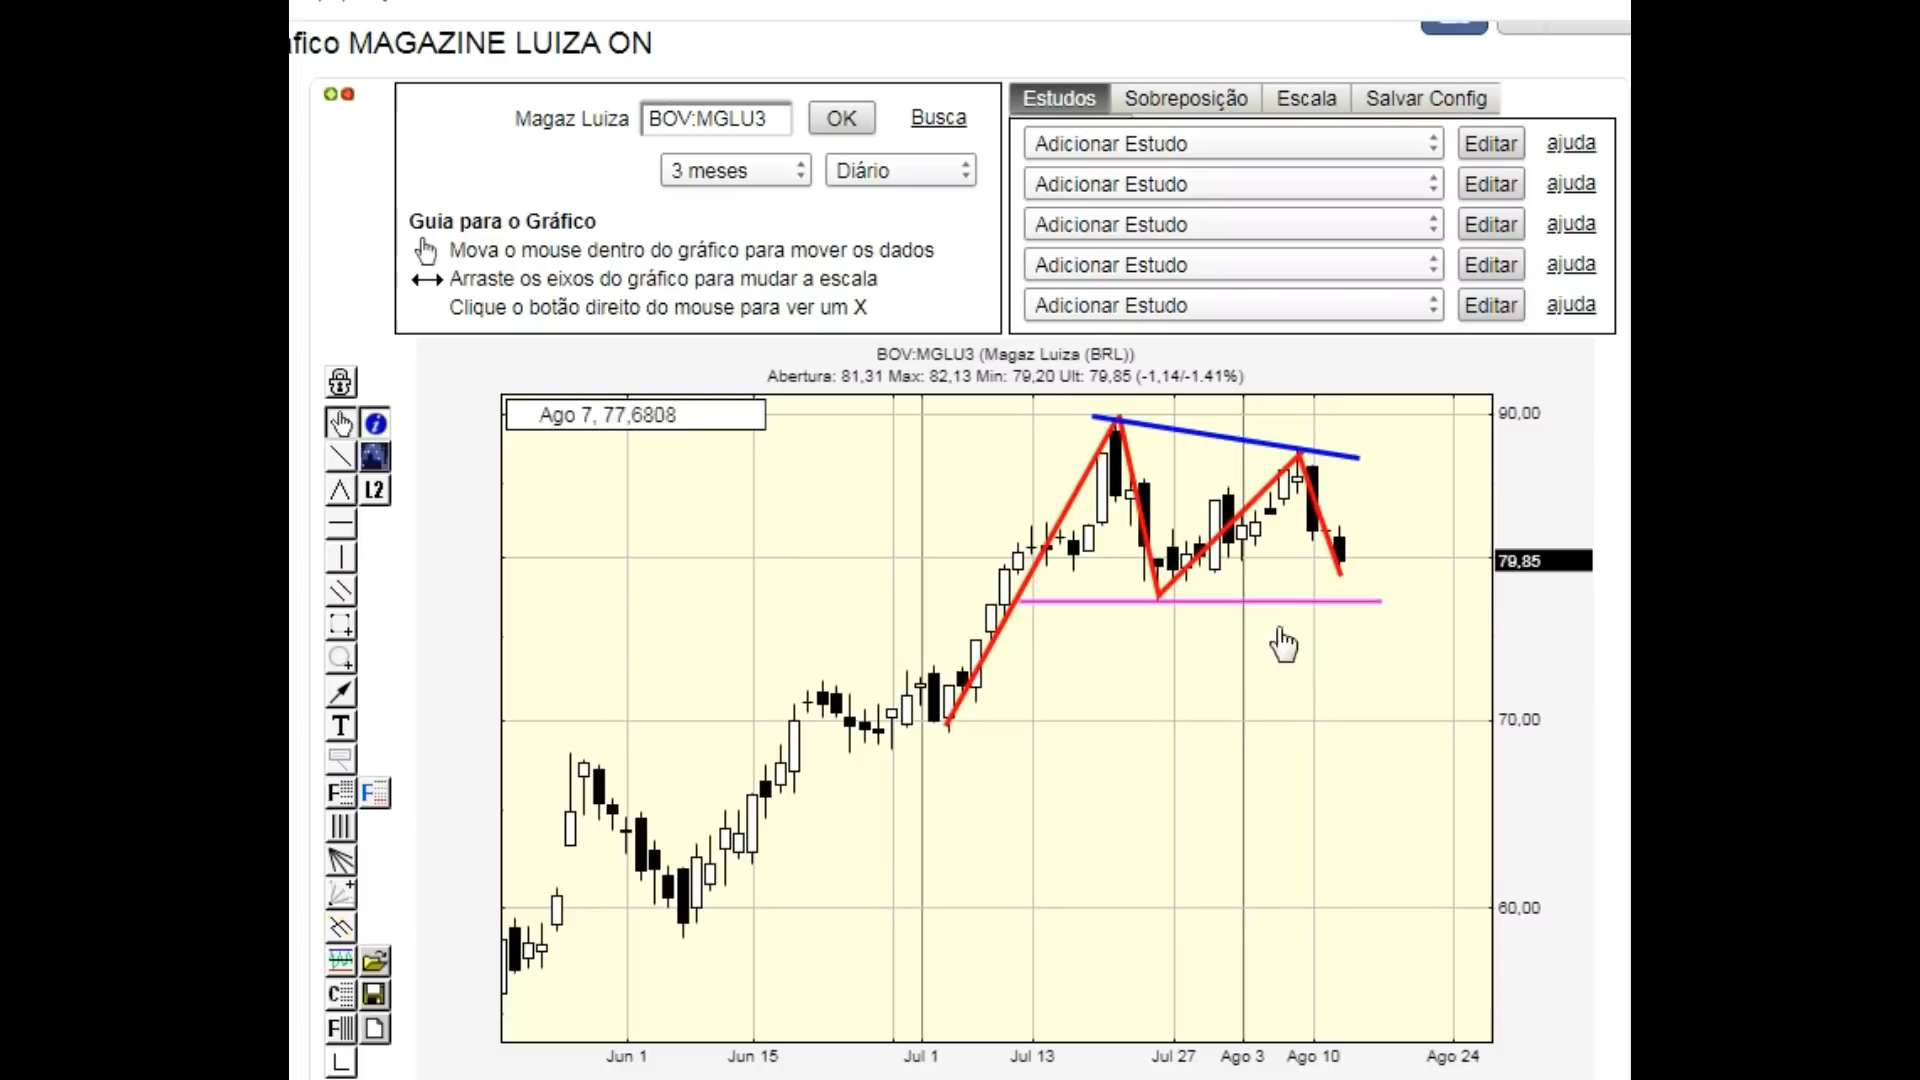 áfico MAGAZINE LUIZA ON
Magaz Luiza BOV:MGLU3 OK Busca
3 meses Diário
Guia para o Gráfico
Mova o mouse dentro do gráfico para mover os dados
Arraste os eixos do gráfico para mudar a escala
Clique o botão direito do mouse para ver um X
Estudos Sobreposição Escala Salvar Config
Adicionar Estudo Editar ajuda
Adicionar Estudo Editar ajuda
Adicionar Estudo Editar ajuda
Adicionar Estudo Editar ajuda
Adicionar Estudo Editar ajuda
BOV:MGLU3 (Magaz Luiza (BRL))
Abertura: 81,31 Max: 82,13 Min: 79,20 Ult: 79,85 (-1,14/-1.41%)
Ago 7, 77,6808
90,00
79,85
70,00
60,00
Jun 1 Jun 15 Jul 1 Jul 13 Jul 27 Ago 3 Ago 10 Ago 24
i
L2
T
F F
C
F